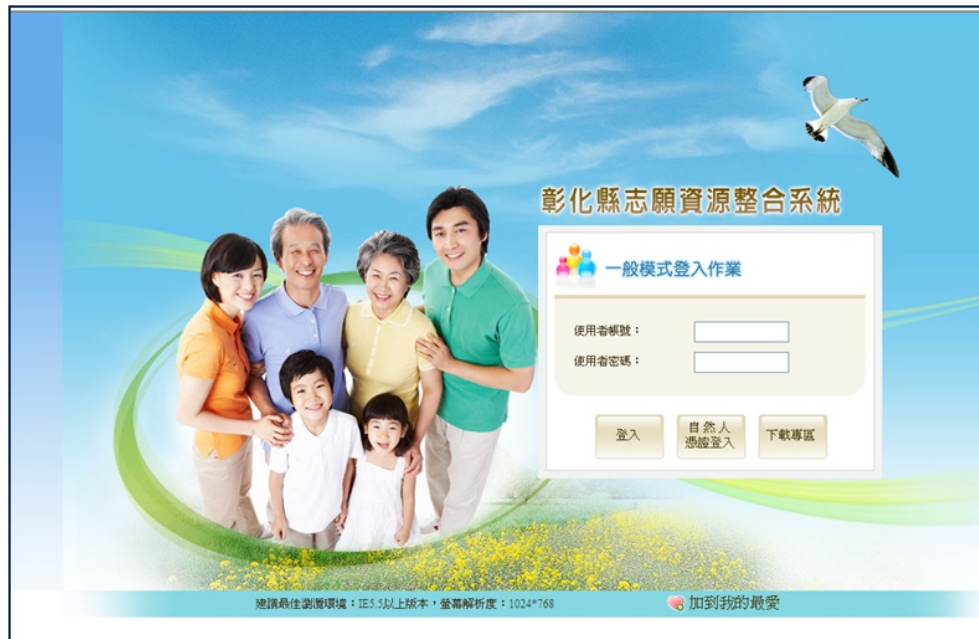 彰化縣志願資源整合系統
一般模式登入作業
使用者帳號：
使用者密碼：
登入
自然人
憑證登入
下載專區
建議最佳瀏覽環境：IE5.5以上版本，螢幕解析度：1024*768
加到我的最愛